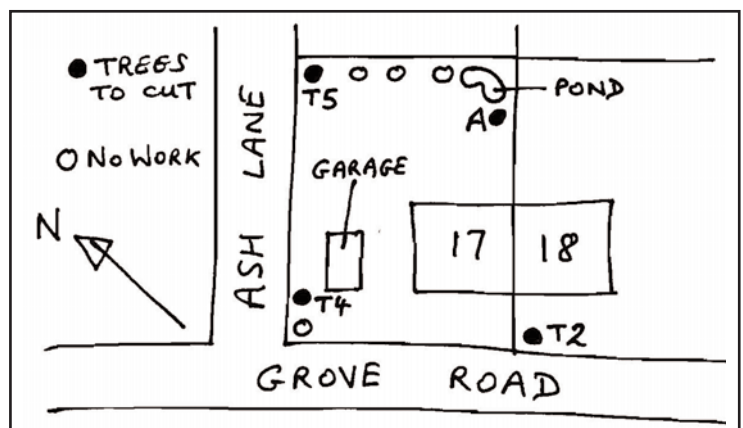 TREES
TO CUT
NO WORK
N
ASH LANE
T5
POND
A
GARAGE
17
18
T4
T2
GROVE ROAD